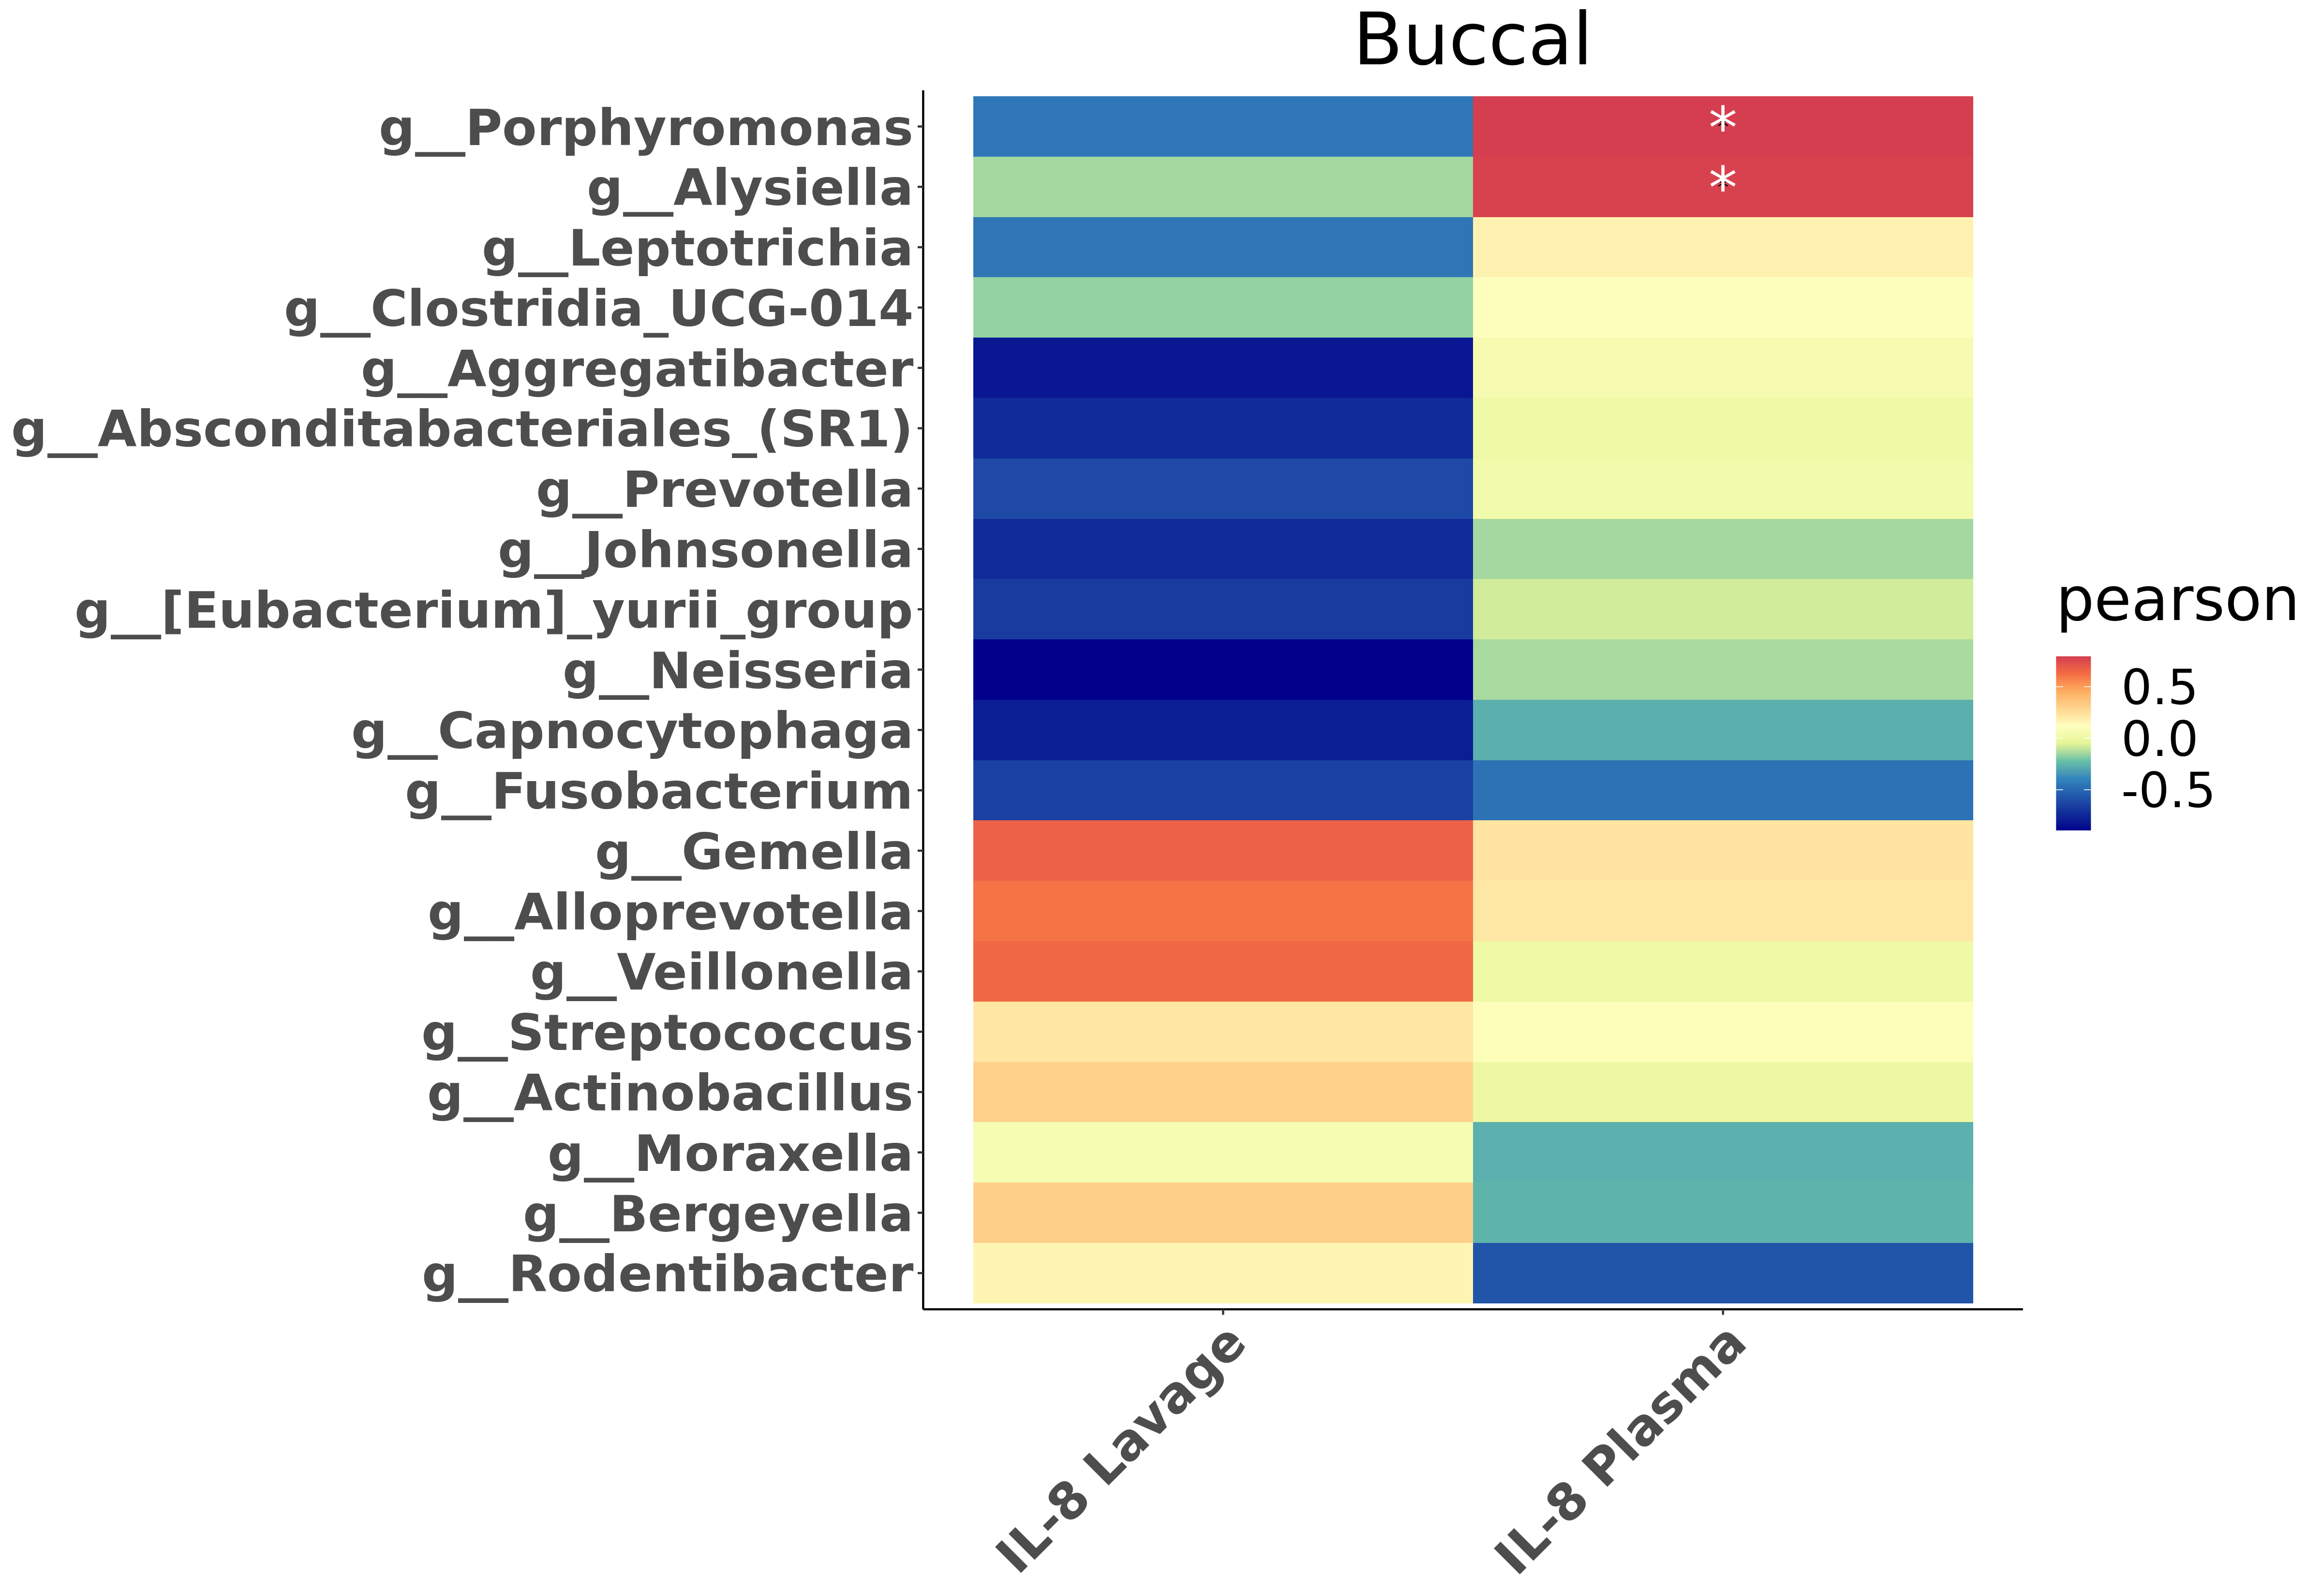 Buccal
g__Porphyromonas
g__Alysiella
g__Leptotrichia
g__Clostridia_UCG-014
g__Aggregatibacter
g__Absconditabacteriales_(SR1)
g__Prevotella
g__Johnsonella
g__[Eubacterium]_yurii_group
g__Neisseria
g__Capnocytophaga
g__Fusobacterium
g__Gemella
g__Alloprevotella
g__Veillonella
g__Streptococcus
g__Actinobacillus
g__Moraxella
g__Bergeyella
g__Rodentibacter
*
*
IL-8 Lavage
IL-8 Plasma
pearson
0.5
0.0
-0.5